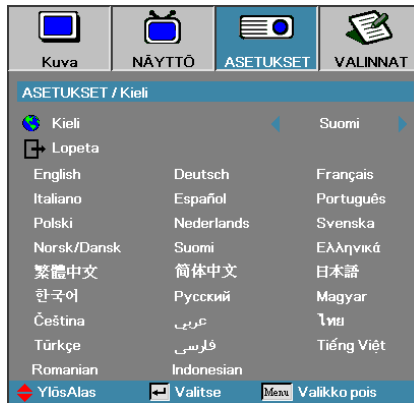 Kuva NÄYTTÖ ASETUKSET VALINNAT
ASETUKSET / Kieli
Kieli Suomi
Lopeta
English Deutsch Français
Italiano Español Português
Polski Nederlands Svenska
Norsk/Dansk Suomi Ελληνικά
繁體中文 简体中文 日本語
한국어 Русский Magyar
Čeština عربي ไทย
Türkçe فارسی Tiếng Việt
Romanian Indonesian
YlösAlas Valitse Menu Valikko pois